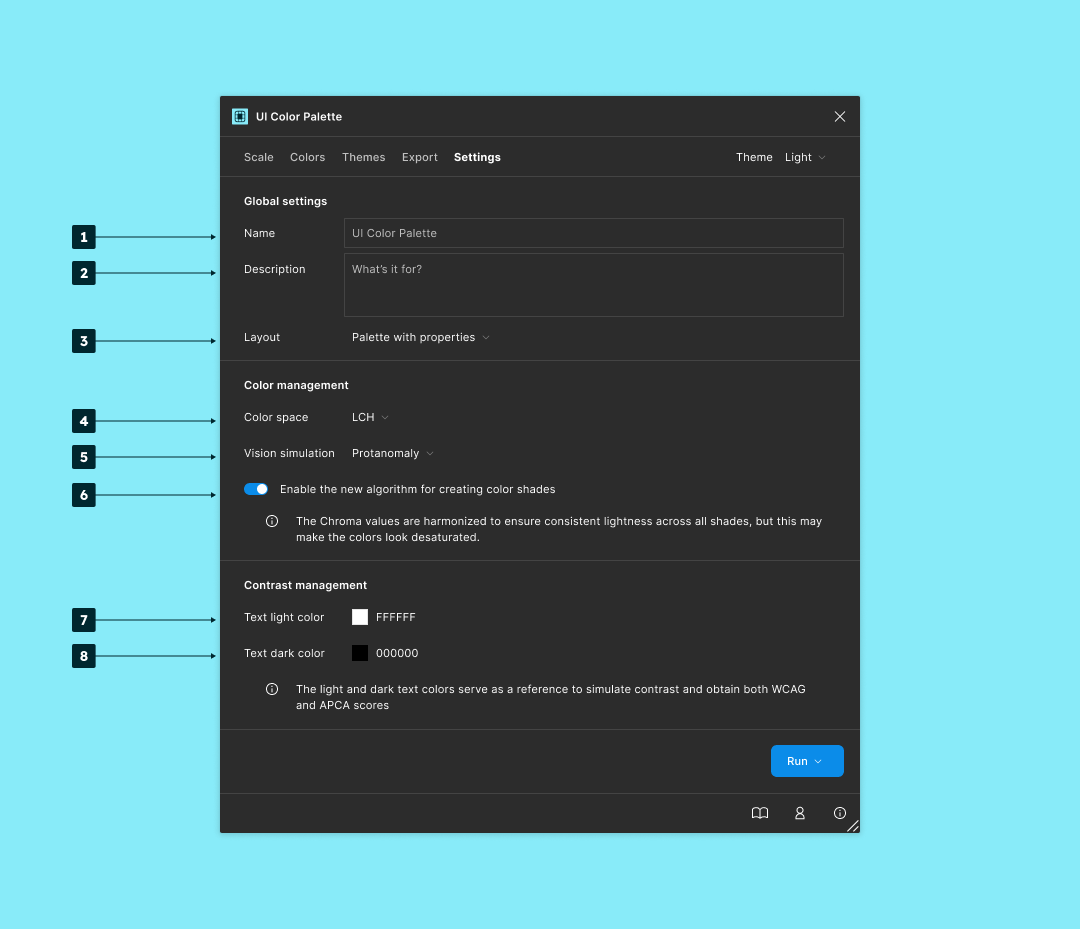 UI Color Palette
Scale Colors Themes Export Settings Theme Light
Global settings
1 Name UI Color Palette
2 Description What's it for?
3 Layout Palette with properties
Color management
4 Color space LCH
5 Vision simulation Protanomaly
6 Enable the new algorithm for creating color shades
The Chroma values are harmonized to ensure consistent lightness across all shades, but this may
make the colors look desaturated.
Contrast management
7 Text light color FFFFFF
8 Text dark color 000000
The light and dark text colors serve as a reference to simulate contrast and obtain both WCAG
and APCA scores
Run